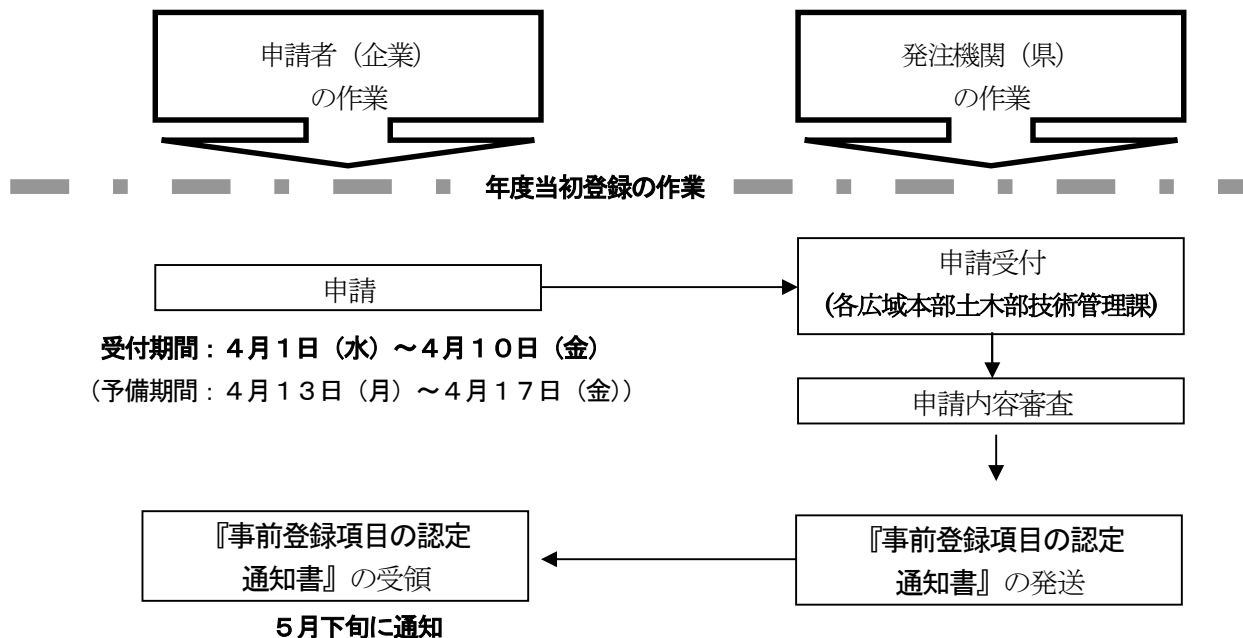 申請者（企業）
の作業
発注機関（県）
の作業
年度当初登録の作業
申請
申請受付
（各広域本部土木部技術管理課）
受付期間：４月１日（水）～４月１０日（金）
（予備期間：４月１３日（月）～４月１７日（金））
申請内容審査
『事前登録項目の認定
通知書』の受領
『事前登録項目の認定
通知書』の発送
５月下旬に通知